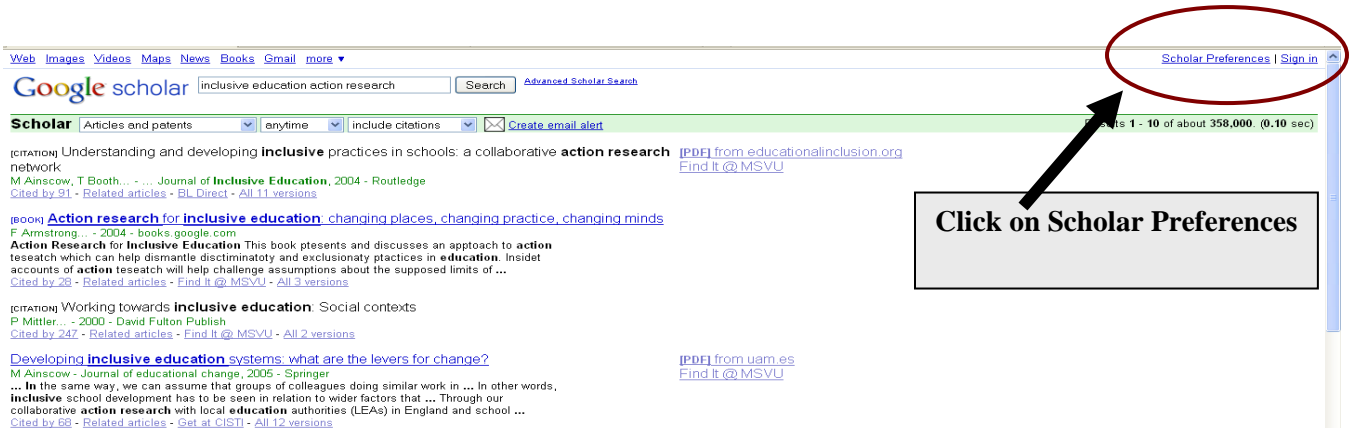 Web Images Videos Maps News Books Gmail more ▼
Scholar Preferences | Sign in
Google scholar inclusive education action research Search Advanced Scholar Search
Scholar Articles and patents anytime include citations Create email alert
1 - 10 of about 358,000. (0.10 sec)
[CITATION] Understanding and developing inclusive practices in schools: a collaborative action research
network
M Ainscow, T Booth... - ... Journal of Inclusive Education, 2004 - Routledge
Cited by 91 - Related articles - BL Direct - All 11 versions
[PDF] from educationalinclusion.org
Find It @ MSVU
Click on Scholar Preferences
[BOOK] Action research for inclusive education: changing places, changing practice, changing minds
F Armstrong... - 2004 - books.google.com
Action Research for Inclusive Education This book ptesents and discusses an apptoach to action
teseatch which can help dismantle disctiminatoty and exclusionaty ptactices in education. Insidet
accounts of action teseatch will help challenge assumptions about the supposed limits of ...
Cited by 28 - Related articles - Find It @ MSVU - All 3 versions
[CITATION] Working towards inclusive education: Social contexts
P Mittler... - 2000 - David Fulton Publish
Cited by 247 - Related articles - Find It @ MSVU - All 2 versions
Developing inclusive education systems: what are the levers for change?
M Ainscow - Journal of educational change, 2005 - Springer
... In the same way, we can assume that groups of colleagues doing similar work in ... In other words,
inclusive school development has to be seen in relation to wider factors that ... Through our
collaborative action research with local education authorities (LEAs) in England and school ...
Cited by 68 - Related articles - Get at CISTI - All 12 versions
[PDF] from uam.es
Find It @ MSVU